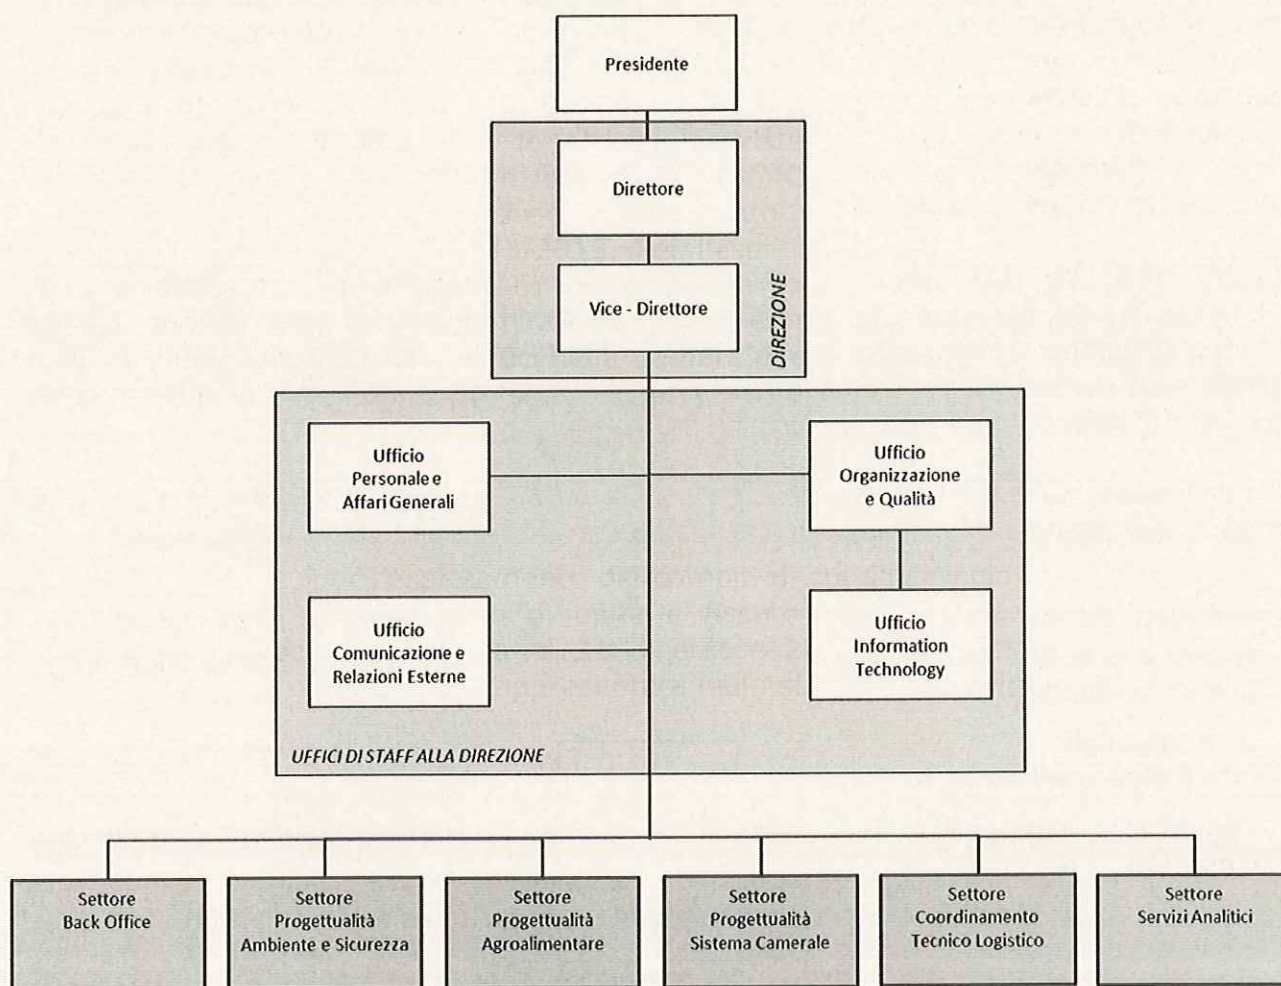 Presidente
Direttore
Vice - Direttore
DIREZIONE
Ufficio
Personale e
Affari Generali
Ufficio
Organizzazione
e Qualità
Ufficio
Comunicazione e
Relazioni Esterne
Ufficio
Information
Technology
UFFICI DI STAFF ALLA DIREZIONE
Settore
Back Office
Settore
Progettualità
Ambiente e Sicurezza
Settore
Progettualità
Agroalimentare
Settore
Progettualità
Sistema Camerale
Settore
Coordinamento
Tecnico Logistico
Settore
Servizi Analitici